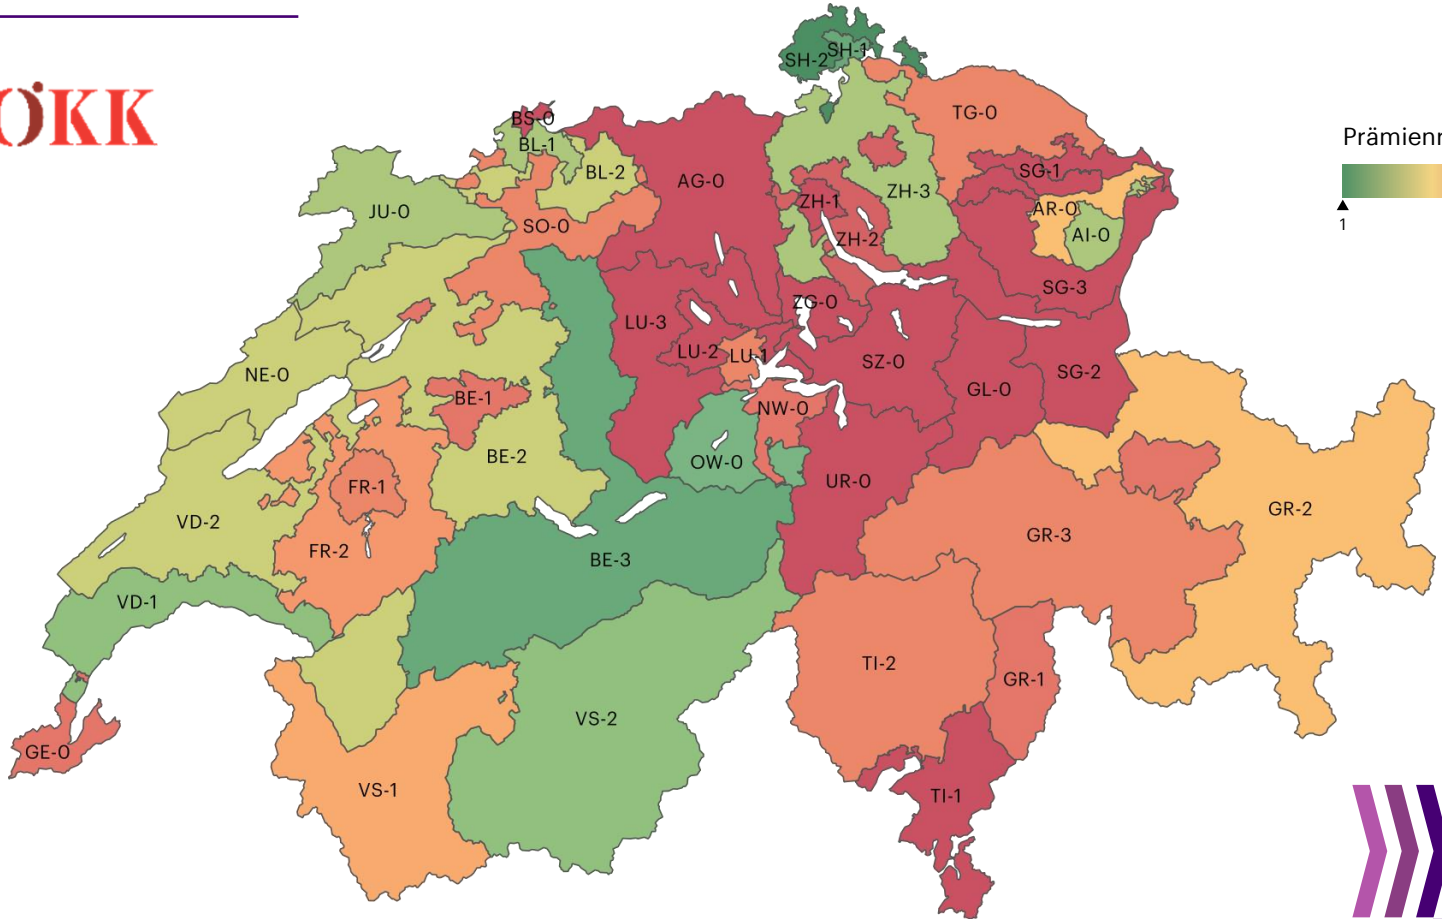 ÖKK
SH-1
SH-2
BS-0
BL-1
TG-0
Prämienr
BL-2
AG-0
SG-1
ZH-3
ZH-1
JU-0
AR-0
SO-0
AI-0
ZH-2
SG-3
ZG-0
LU-3
LU-2
LU-1
SZ-0
NE-0
SG-2
GL-0
BE-1
NW-0
BE-2
OW-0
UR-0
FR-1
GR-2
VD-2
GR-3
FR-2
BE-3
VD-1
TI-2
GR-1
VS-2
GE-0
VS-1
TI-1
1